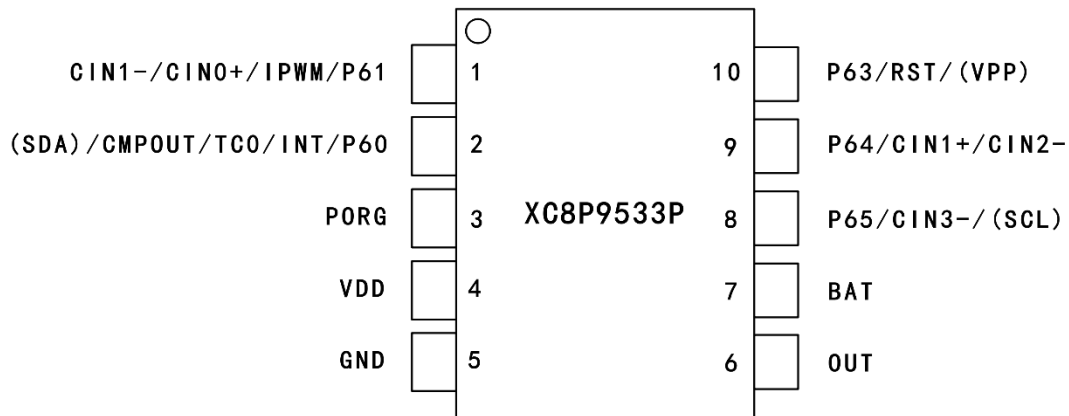 CIN1-/CIN0+/IPWM/P61 1 10 P63/RST/(VPP)
(SDA)/CMPOUT/TC0/INT/P60 2 9 P64/CIN1+/CIN2-
PORG 3 XC8P9533P 8 P65/CIN3-/(SCL)
VDD 4 7 BAT
GND 5 6 OUT